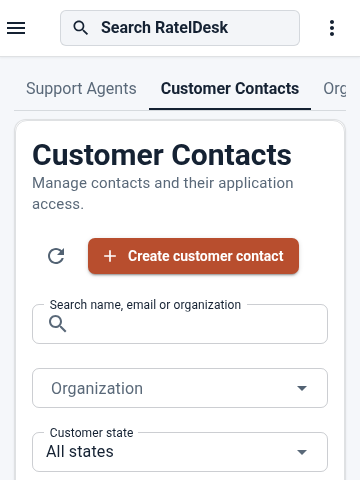 Search RatelDesk
Support Agents
Customer Contacts
Org
Customer Contacts
Manage contacts and their application
access.
Create customer contact
Search name, email or organization
Organization
Customer state
All states